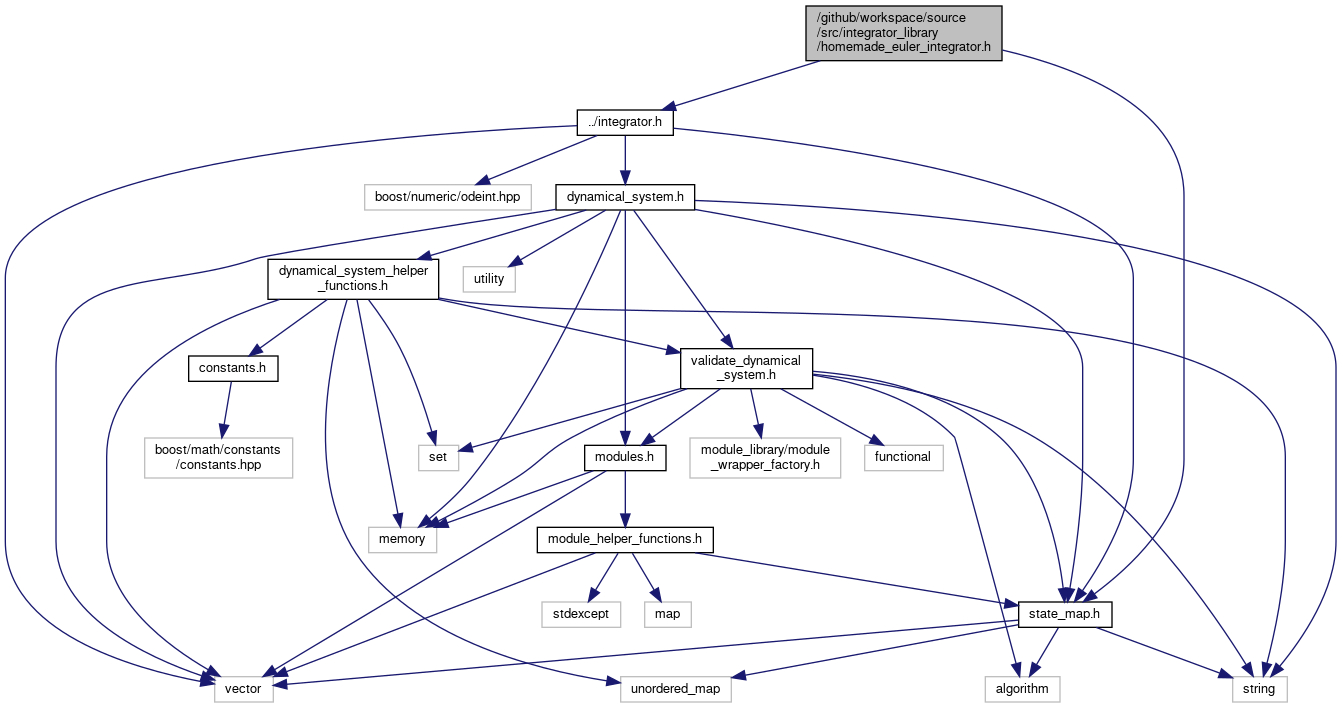 /github/workspace/source
/src/integrator_library
/homemade_euler_integrator.h
../integrator.h
boost/numeric/odeint.hpp
dynamical_system.h
dynamical_system_helper
_functions.h
utility
constants.h
validate_dynamical
_system.h
boost/math/constants
/constants.hpp
set
modules.h
module_library/module
_wrapper_factory.h
functional
memory
module_helper_functions.h
stdexcept
map
state_map.h
vector
unordered_map
algorithm
string